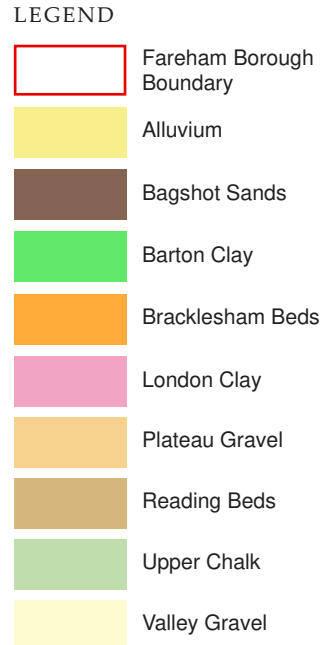 LEGEND
Fareham Borough
Boundary
Alluvium
Bagshot Sands
Barton Clay
Bracklesham Beds
London Clay
Plateau Gravel
Reading Beds
Upper Chalk
Valley Gravel